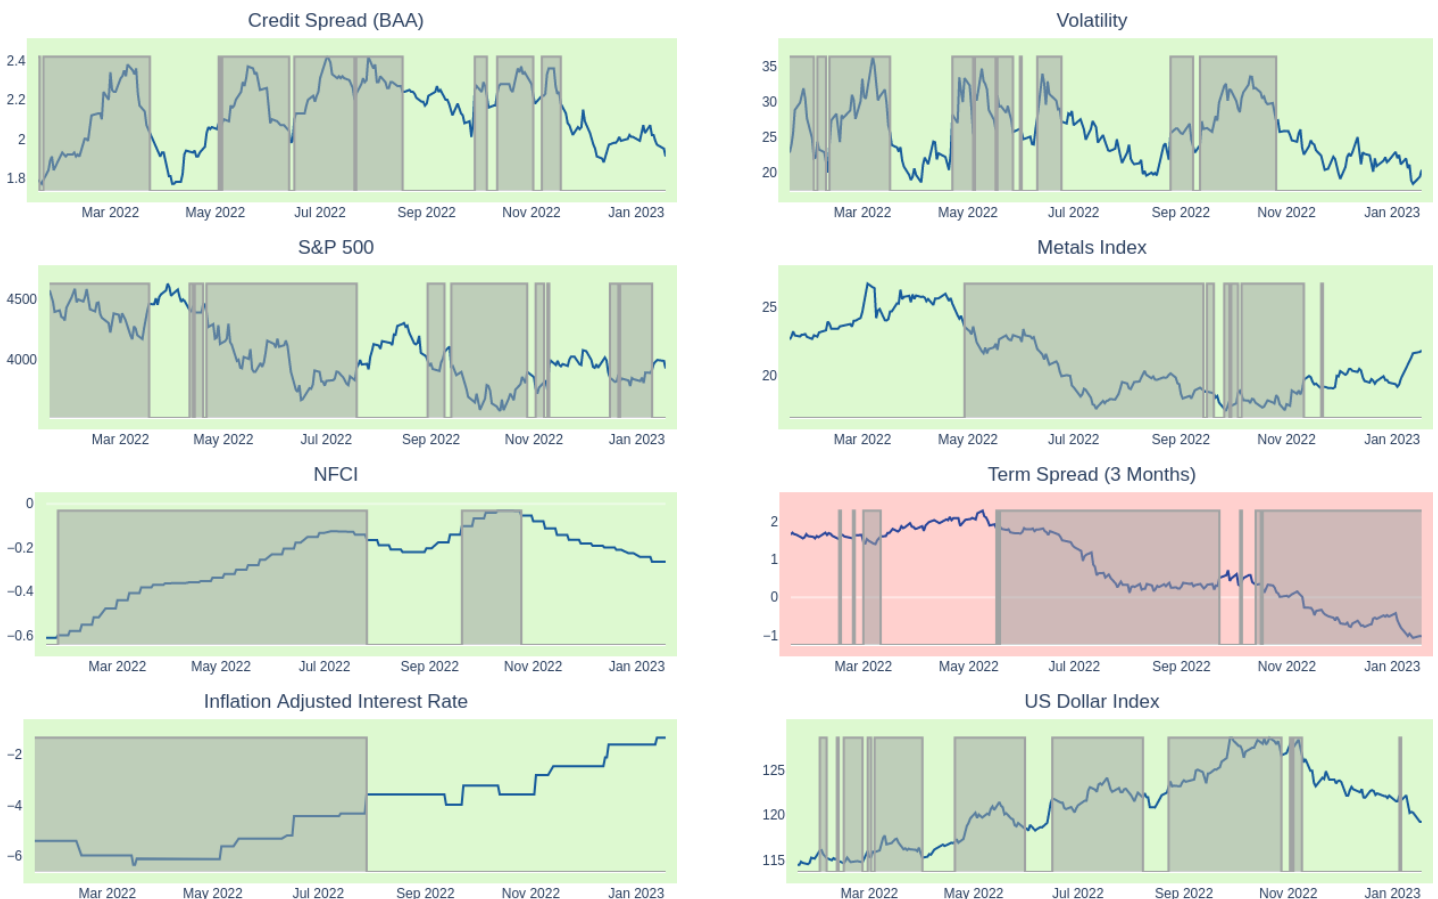 Credit Spread (BAA)
2.4
2.2
2
1.8
Mar 2022 May 2022 Jul 2022 Sep 2022 Nov 2022 Jan 2023
Volatility
35
30
25
20
Mar 2022 May 2022 Jul 2022 Sep 2022 Nov 2022 Jan 2023
S&P 500
4500
4000
Mar 2022 May 2022 Jul 2022 Sep 2022 Nov 2022 Jan 2023
Metals Index
25
20
Mar 2022 May 2022 Jul 2022 Sep 2022 Nov 2022 Jan 2023
NFCI
0
−0.2
−0.4
−0.6
Mar 2022 May 2022 Jul 2022 Sep 2022 Nov 2022 Jan 2023
Term Spread (3 Months)
2
1
0
−1
Mar 2022 May 2022 Jul 2022 Sep 2022 Nov 2022 Jan 2023
Inflation Adjusted Interest Rate
−2
−4
−6
Mar 2022 May 2022 Jul 2022 Sep 2022 Nov 2022 Jan 2023
US Dollar Index
125
120
115
Mar 2022 May 2022 Jul 2022 Sep 2022 Nov 2022 Jan 2023